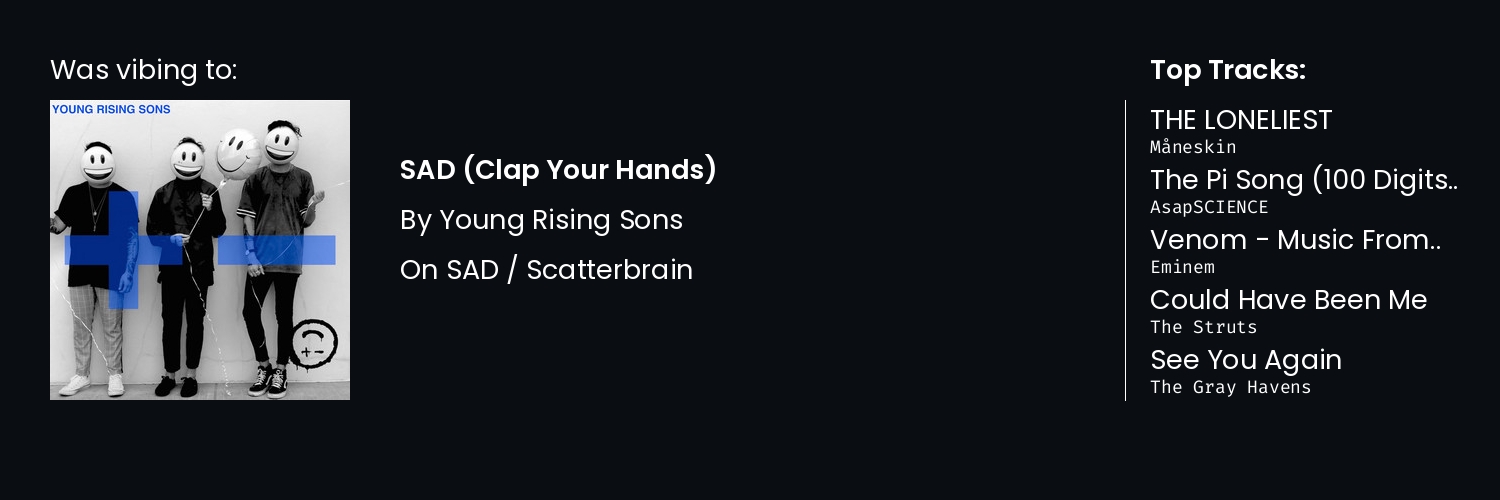 Was vibing to:
YOUNG RISING SONS
SAD (Clap Your Hands)
By Young Rising Sons
On SAD / Scatterbrain
Top Tracks:
THE LONELIEST
Måneskin
The Pi Song (100 Digits..
AsapSCIENCE
Venom - Music From..
Eminem
Could Have Been Me
The Struts
See You Again
The Gray Havens